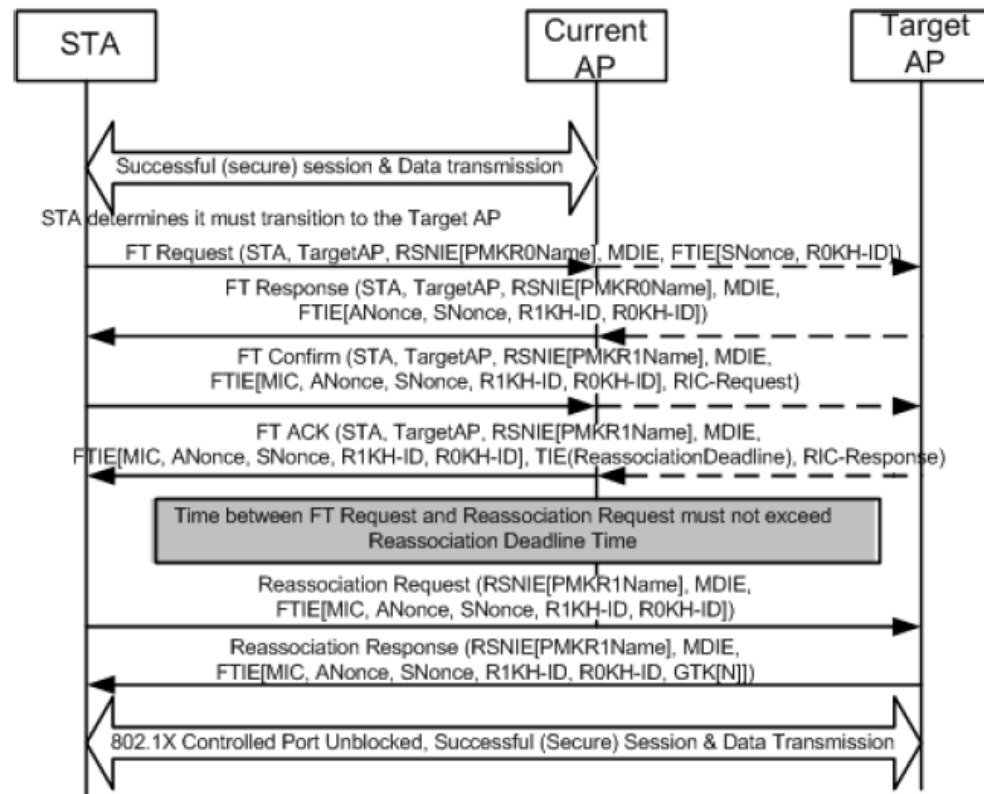 STA
Current
AP
Target
AP
Successful (secure) session & Data transmission
STA determines it must transition to the Target AP
FT Request (STA, TargetAP, RSNIE[PMKR0Name], MDIE, FTIE[SNonce, R0KH-ID])
FT Response (STA, TargetAP, RSNIE[PMKR0Name], MDIE,
FTIE[ANonce, SNonce, R1KH-ID, R0KH-ID])
FT Confirm (STA, TargetAP, RSNIE[PMKR1Name], MDIE,
FTIE[MIC, ANonce, SNonce, R1KH-ID, R0KH-ID], RIC-Request)
FT ACK (STA, TargetAP, RSNIE[PMKR1Name], MDIE,
FTIE[MIC, ANonce, SNonce, R1KH-ID, R0KH-ID], TIE(ReassociationDeadline), RIC-Response)
Time between FT Request and Reassociation Request must not exceed
Reassociation Deadline Time
Reassociation Request (RSNIE[PMKR1Name], MDIE,
FTIE[MIC, ANonce, SNonce, R1KH-ID, R0KH-ID])
Reassociation Response (RSNIE[PMKR1Name], MDIE,
FTIE[MIC, ANonce, SNonce, R1KH-ID, R0KH-ID, GTK[N]])
802.1X Controlled Port Unblocked, Successful (Secure) Session & Data Transmission